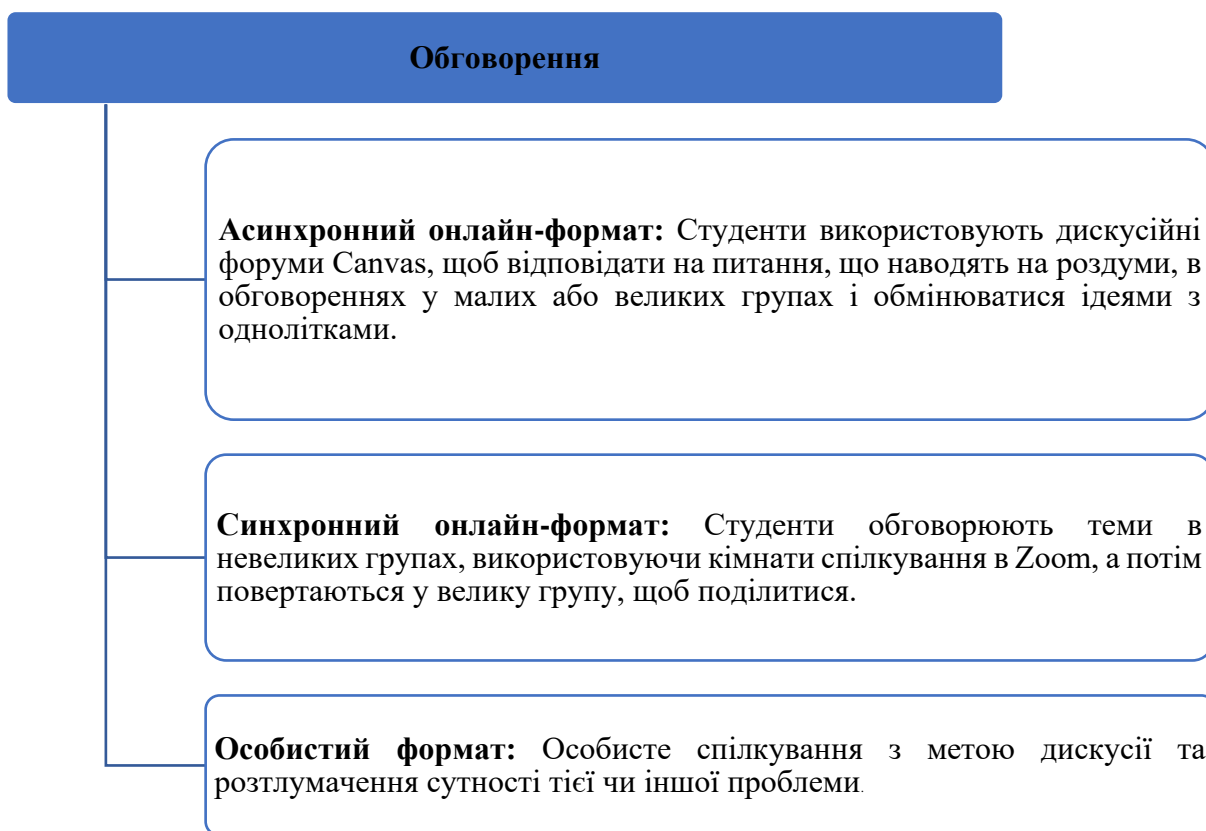 Обговорення
Асинхронний онлайн-формат: Студенти використовують дискусійні
форуми Canvas, щоб відповідати на питання, що наводять на роздуми, в
обговореннях у малих або великих групах і обмінюватися ідеями з
однолітками.
Синхронний онлайн-формат: Студенти обговорюють теми в
невеликих групах, використовуючи кімнати спілкування в Zoom, а потім
повертаються у велику групу, щоб поділитися.
Особистий формат: Особисте спілкування з метою дискусії та
розтлумачення сутності тієї чи іншої проблеми.